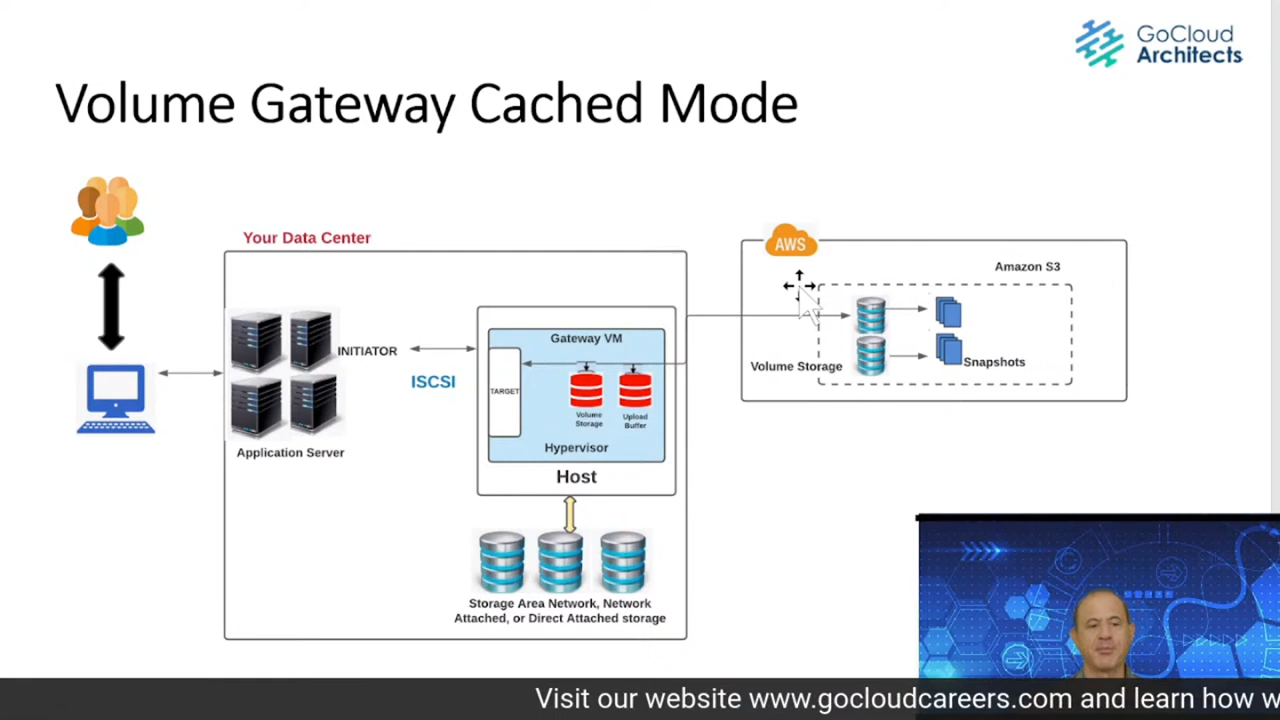 GoCloud
Architects
Volume Gateway Cached Mode
Your Data Center
AWS
Amazon S3
Gateway VM
INITIATOR
ISCSI
TARGET
Volume
Storage
Upload
Buffer
Volume Storage
Snapshots
Hypervisor
Application Server
Host
Storage Area Network, Network
Attached, or Direct Attached storage
Visit our website www.gocloudcareers.com and learn how w